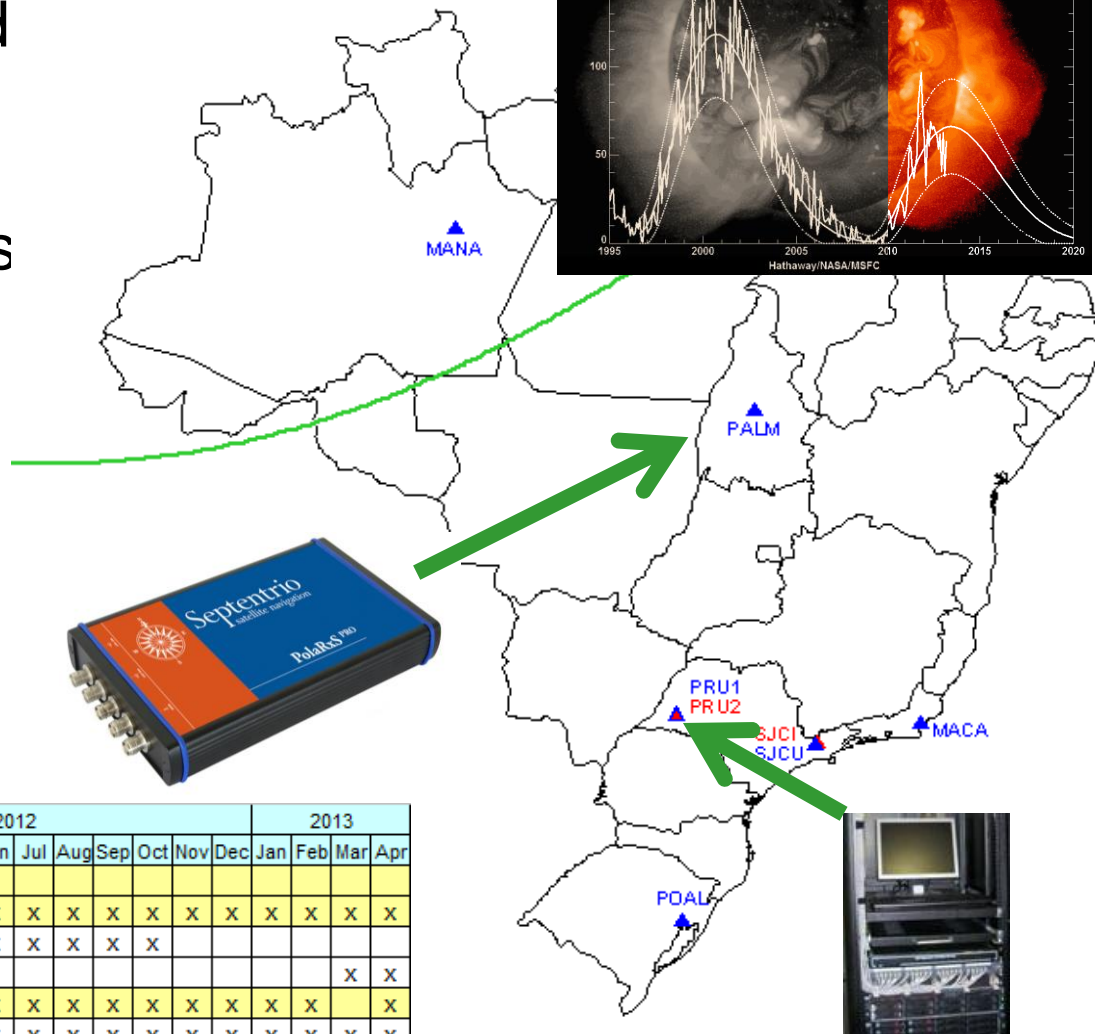 100
50
0
1995 2000 2005 2010 2015 2020
Hathaway/NASA/MSFC
MANA
PALM
Septentrio
satellite navigation
PolaRxS PRO
PRU1
PRU2
SJCI
SJCU
MACA
POAL
2012 2013
Jul Aug Sep Oct Nov Dec Jan Feb Mar Apr
x x x x x x x x x x
x x x x
x x
x x x x x x x x x
x x x x x x x x x x